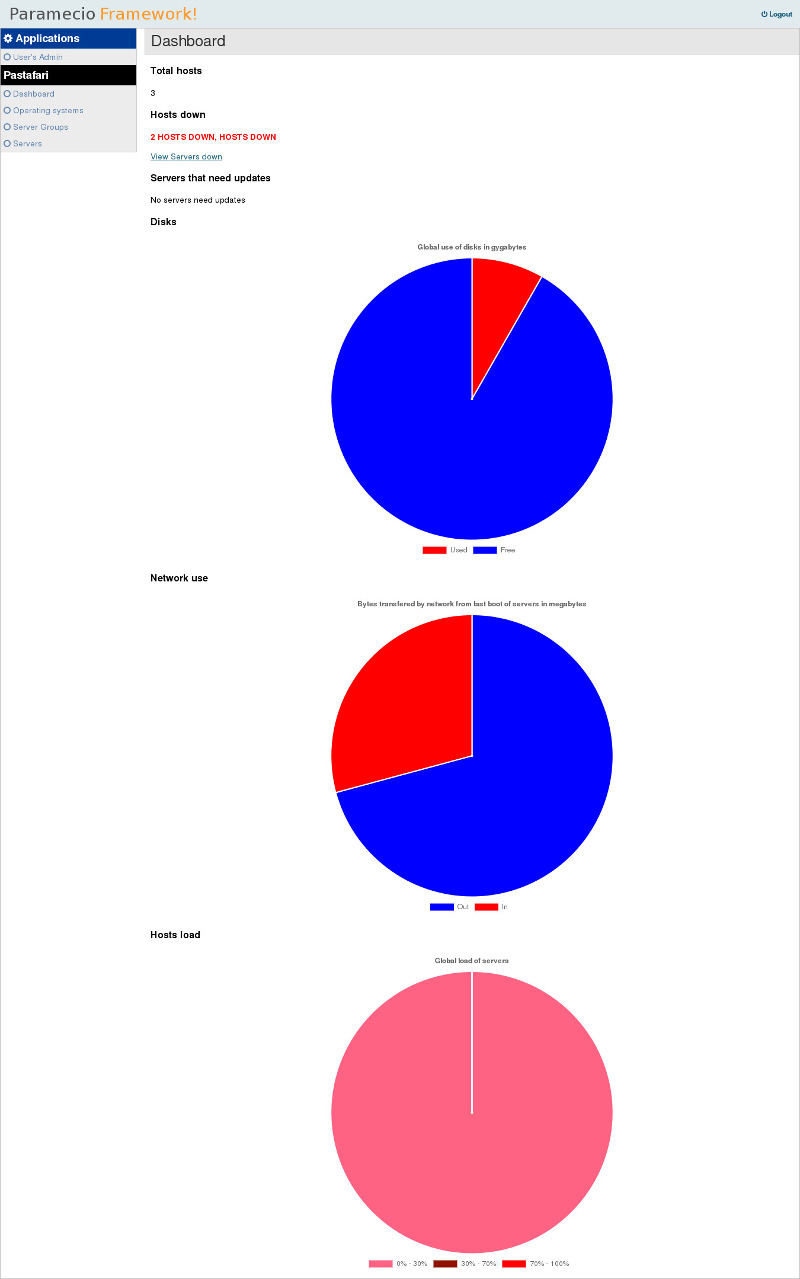 Paramecio Framework!
Logout
Applications
User's Admin
Pastafari
Dashboard
Operating systems
Server Groups
Servers
Dashboard
Total hosts
3
Hosts down
2 HOSTS DOWN, HOSTS DOWN
View Servers down
Servers that need updates
No servers need updates
Disks
Global use of disks in gygabytes
Used Free
Network use
Bytes transfered by network from last boot of servers in megabytes
Out In
Hosts load
Global load of servers
0% - 30% 30% - 70% 70% - 100%